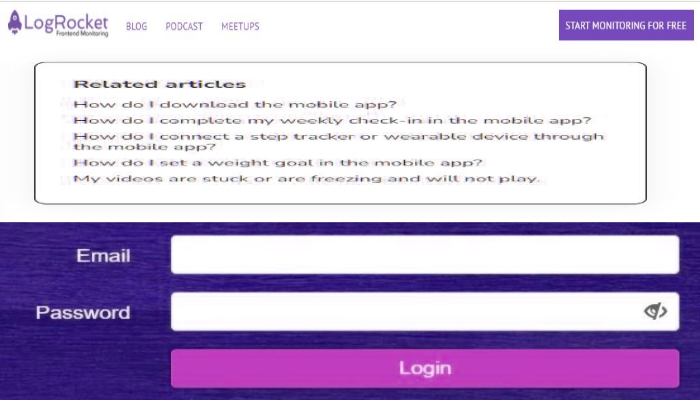 LogRocket
Frontend Monitoring
BLOG PODCAST MEETUPS
START MONITORING FOR FREE
Related articles
How do I download the mobile app?
How do I complete my weekly check-in in the mobile app?
How do I connect a step tracker or wearable device through
the mobile app?
How do I set a weight goal in the mobile app?
My videos are stuck or are freezing and will not play.
Email
Password
Login